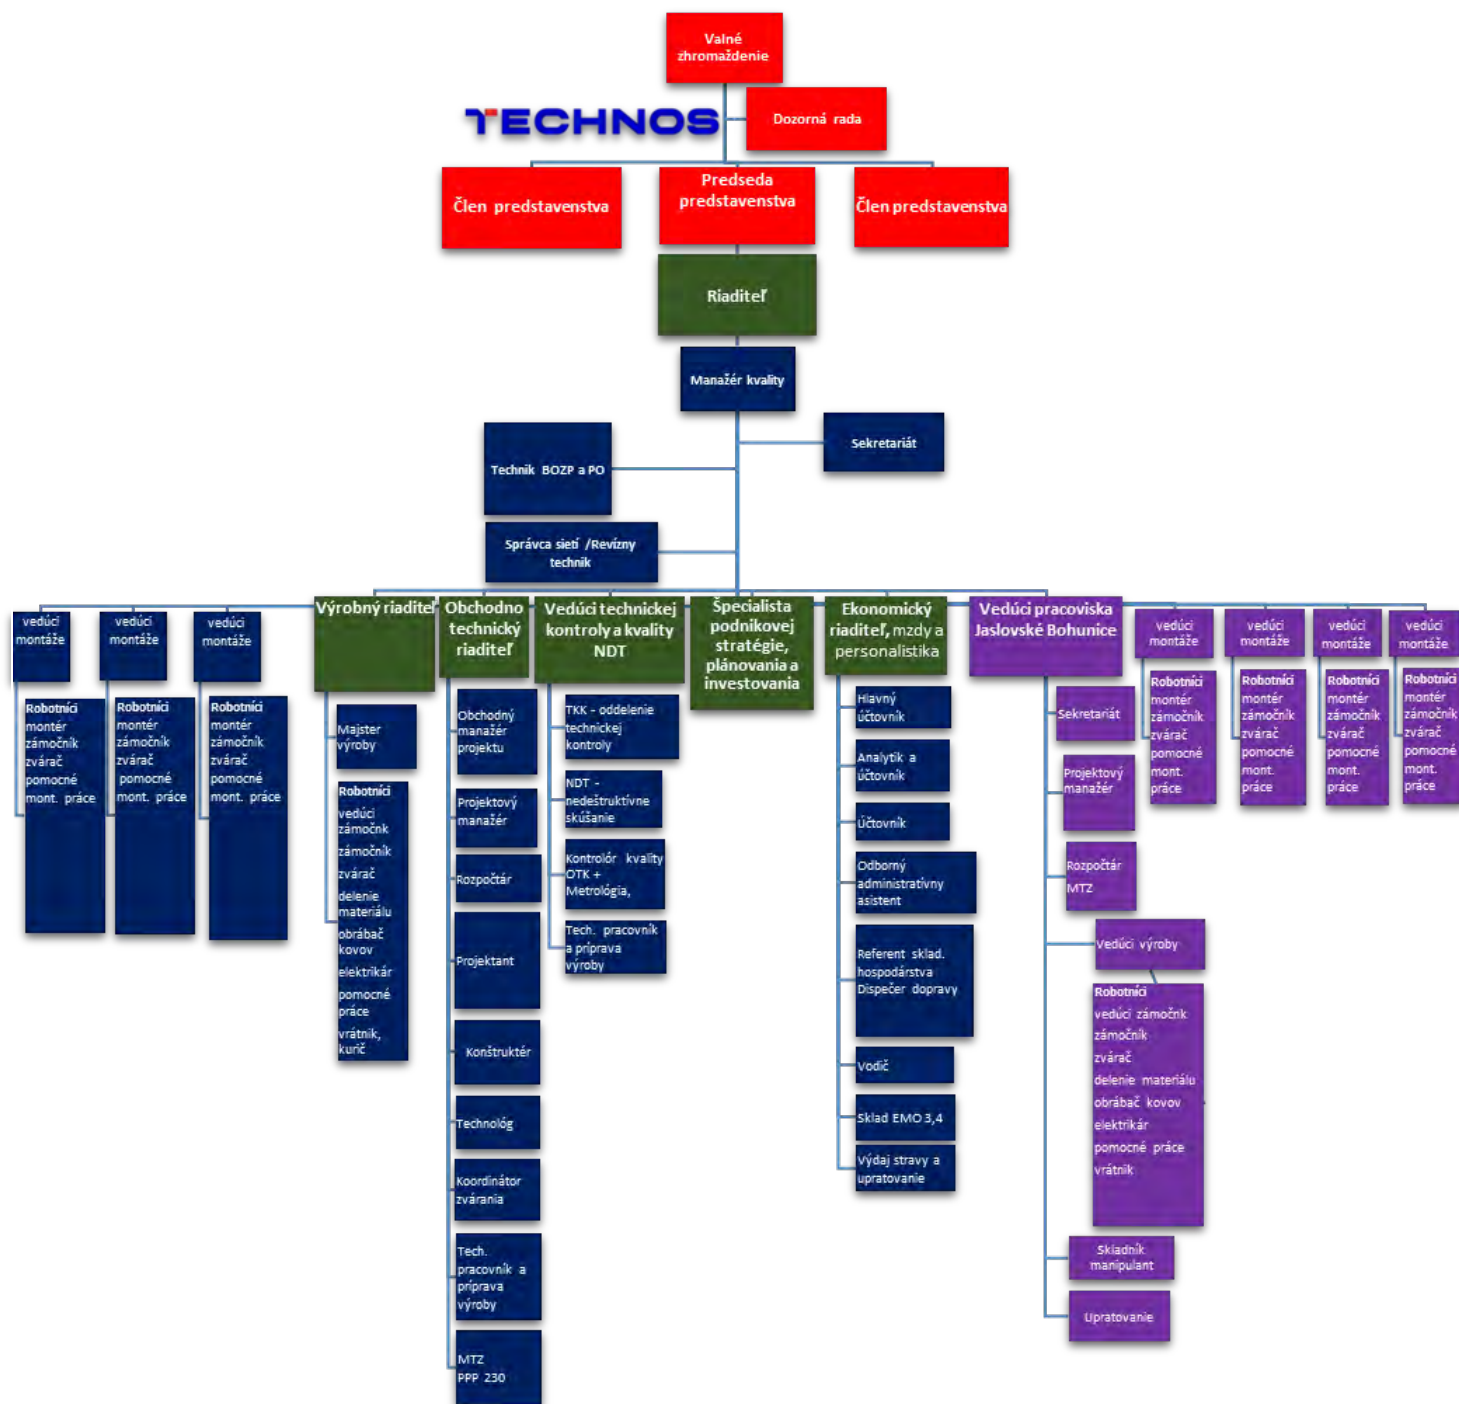 Valné
zhromaždenie
TECHNOS
Dozorná rada
Člen predstavenstva
Predseda
predstavenstva
Člen predstavenstva
Riaditeľ
Manažér kvality
Sekretariát
Technik BOZP a PO
Správca sietí /Revízny
technik
vedúci
montáže
Robotníci
montér
zámočník
zvárač
pomocné
mont. práce
vedúci
montáže
Robotníci
montér
zámočník
zvárač
pomocné
mont. práce
vedúci
montáže
Robotníci
montér
zámočník
zvárač
pomocné
mont. práce
Výrobný riaditeľ
Majster
výroby
Robotníci
vedúci
zámočnk
zámočník
zvárač
delenie
materiálu
obrábač
kovov
elektrikár
pomocné
práce
vrátnik,
kurič
Obchodno
technický
riaditeľ
Obchodný
manažér
projektu
Projektový
manažér
Rozpočtár
Projektant
Konštruktér
Technológ
Koordinátor
zvárania
Tech.
pracovník a
príprava
výroby
MTZ
PPP 230
Vedúci technickej
kontroly a kvality
NDT
TKK - oddelenie
technickej
kontroly
NDT -
nedeštruktívne
skúšanie
Kontrolór kvality
OTK +
Metrológia,
Tech. pracovník
a príprava
výroby
Špecialista
podnikovej
stratégie,
plánovania a
investovania
Ekonomický
riaditeľ, mzdy a
personalistika
Hlavný
účtovník
Analytik a
účtovník
Účtovník
Odborný
administratívny
asistent
Referent sklad.
hospodárstva
Dispečer dopravy
Vodič
Sklad EMO 3,4
Výdaj stravy a
upratovanie
Vedúci pracoviska
Jaslovské Bohunice
Sekretariát
Projektový
manažér
Rozpočtár
MTZ
Vedúci výroby
Robotníci
vedúci zámočnk
zámočník
zvárač
delenie materiálu
obrábač kovov
elektrikár
pomocné práce
vrátnik
Skladník
manipulant
Upratovanie
vedúci
montáže
Robotníci
montér
zámočník
zvárač
pomocné
mont.
práce
vedúci
montáže
Robotníci
montér
zámočník
zvárač
pomocné
mont.
práce
vedúci
montáže
Robotníci
montér
zámočník
zvárač
pomocné
mont.
práce
vedúci
montáže
Robotníci
montér
zámočník
zvárač
pomocné
mont.
práce